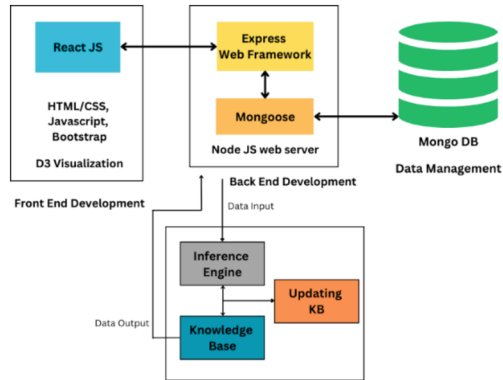 React JS
HTML/CSS,
Javascript,
Bootstrap
D3 Visualization
Front End Development
Express
Web Framework
Mongoose
Node JS web server
Back End Development
Mongo DB
Data Management
Data Input
Inference
Engine
Updating
KB
Knowledge
Base
Data Output